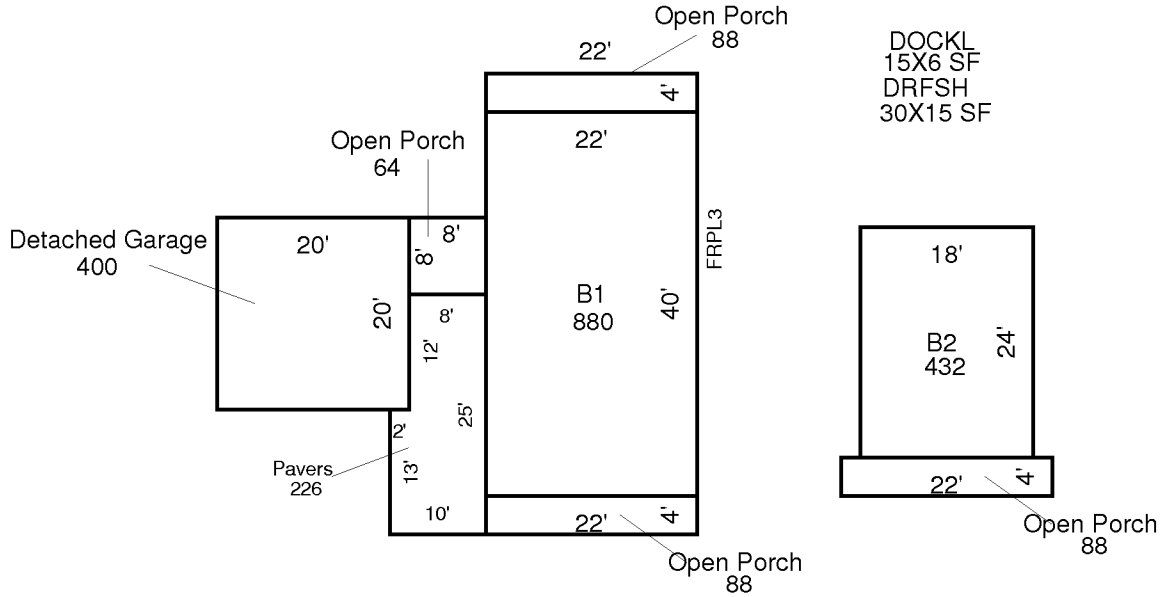 Open Porch
88
22'
4'
22'
DOCKL
15X6 SF
DRFSH
30X15 SF
Open Porch
64
8'
8'
Detached Garage
400
20'
20'
FRPL3
B1
880
40'
8'
12'
25'
2'
13'
10'
Pavers
226
22'
4'
Open Porch
88
18'
24'
B2
432
22'
4'
Open Porch
88